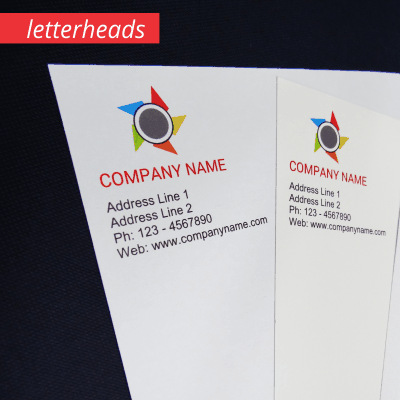 letterheads
COMPANY NAME
Address Line 1
Address Line 2
Ph: 123 - 4567890
Web: www.companyname.com
COMPANY NAME
Address Line 1
Address Line 2
Ph: 123 - 4567890
Web: www.companyname.com